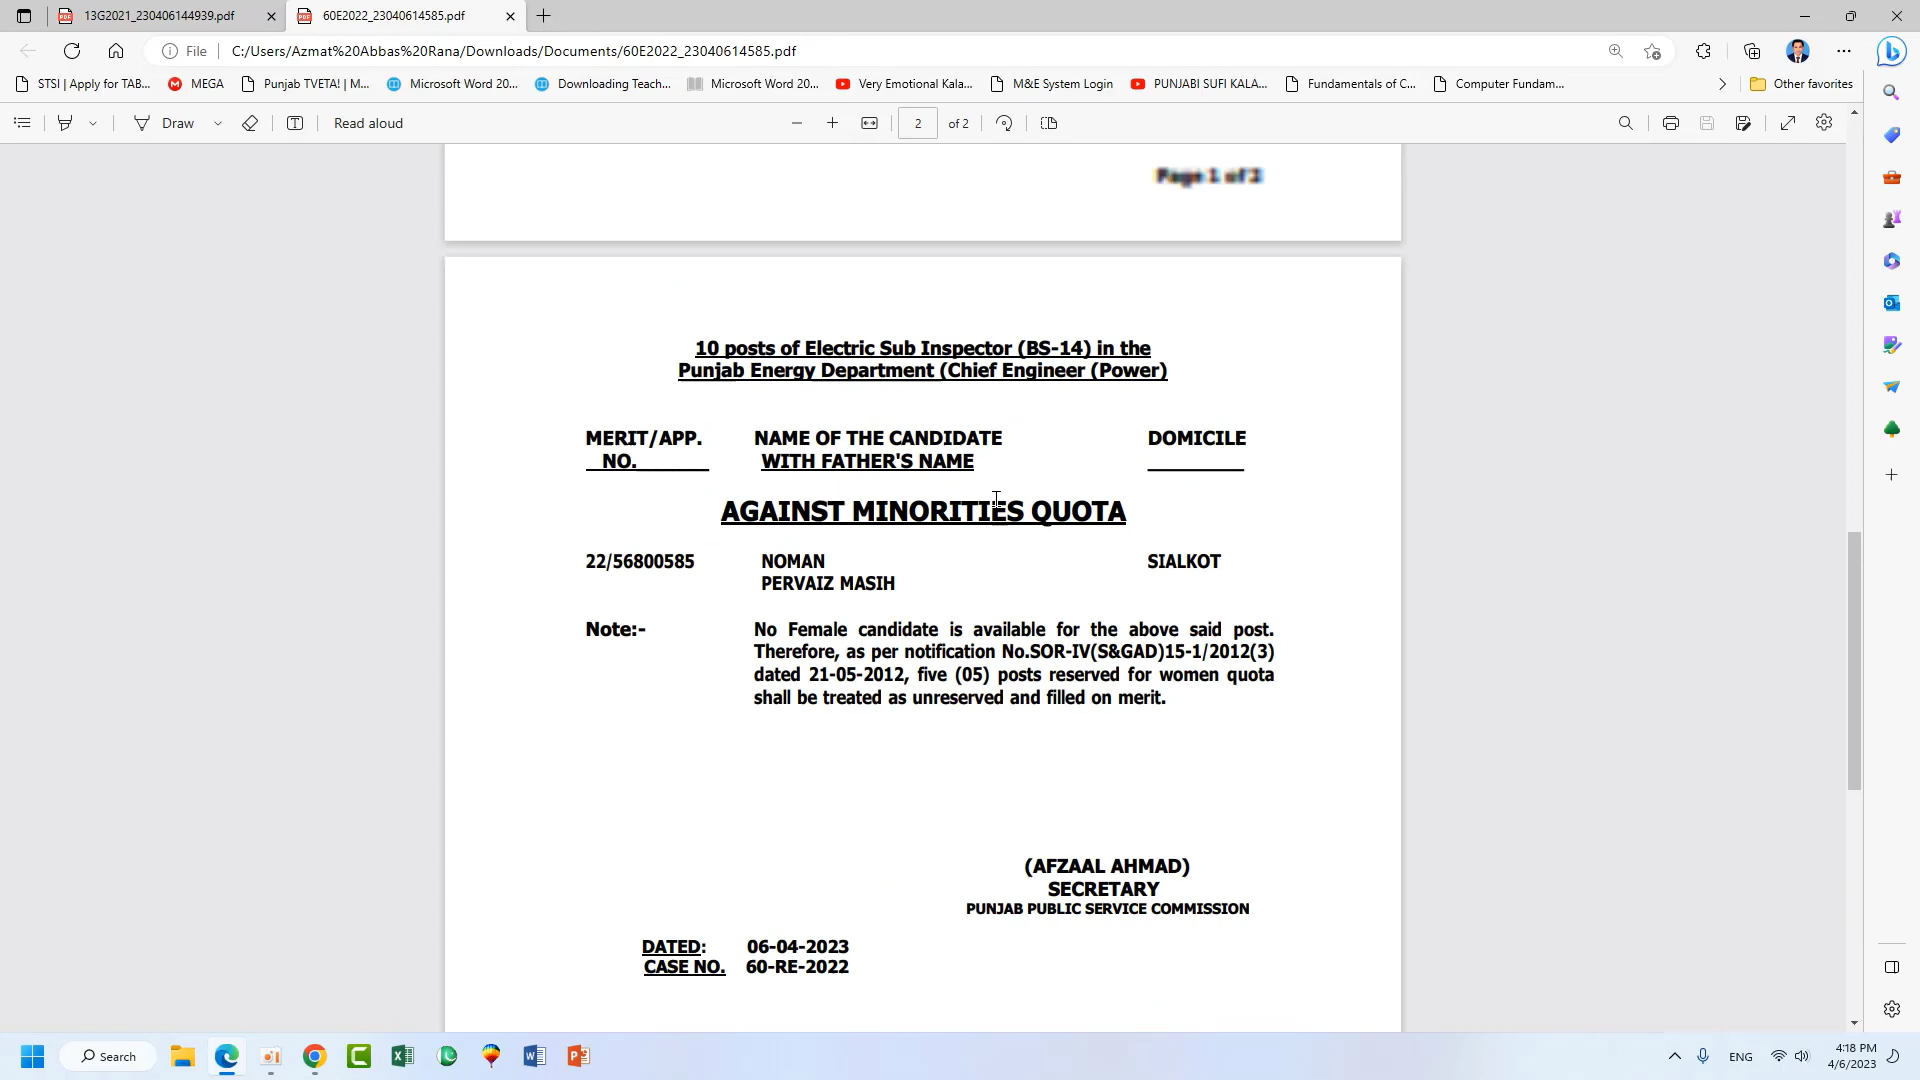 13G2021_230406144939.pdf
60E2022_23040614585.pdf
File C:/Users/Azmat%20Abbas%20Rana/Downloads/Documents/60E2022_23040614585.pdf
STSI | Apply for TAB... MEGA Punjab TVETA! | M... Microsoft Word 20... Downloading Teach... Microsoft Word 20... Very Emotional Kala... M&E System Login PUNJABI SUFI KALA... Fundamentals of C... Computer Fundam... Other favorites
Draw Read aloud 2 of 2
Page 1 of 2
10 posts of Electric Sub Inspector (BS-14) in the
Punjab Energy Department (Chief Engineer (Power)
MERIT/APP. NAME OF THE CANDIDATE DOMICILE
NO. WITH FATHER'S NAME
AGAINST MINORITIES QUOTA
22/56800585 NOMAN SIALKOT
PERVAIZ MASIH
Note:- No Female candidate is available for the above said post.
Therefore, as per notification No.SOR-IV(S&GAD)15-1/2012(3)
dated 21-05-2012, five (05) posts reserved for women quota
shall be treated as unreserved and filled on merit.
(AFZAAL AHMAD)
SECRETARY
PUNJAB PUBLIC SERVICE COMMISSION
DATED: 06-04-2023
CASE NO. 60-RE-2022
Search
ENG
4:18 PM
4/6/2023